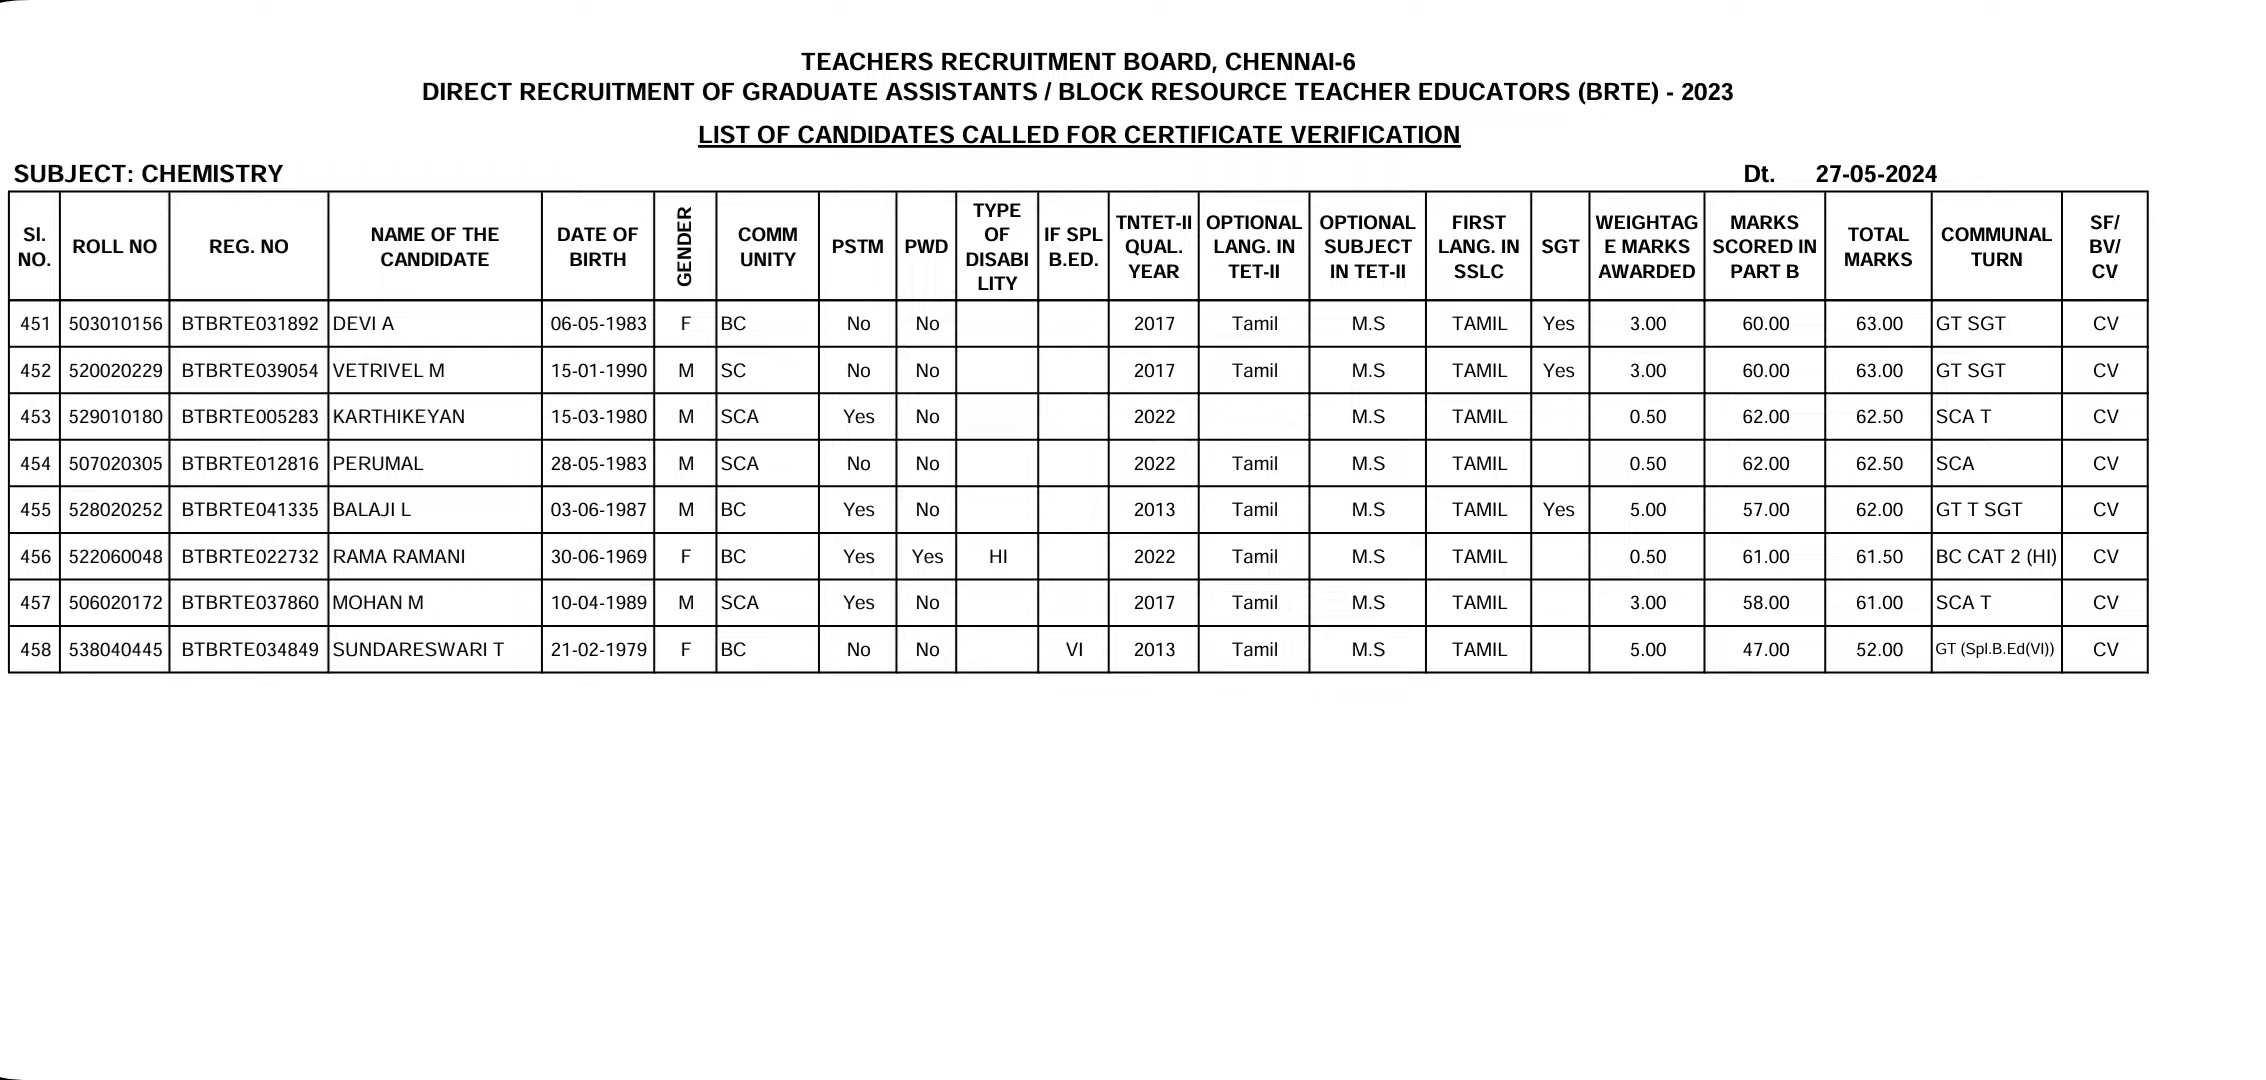 TEACHERS RECRUITMENT BOARD, CHENNAI-6
DIRECT RECRUITMENT OF GRADUATE ASSISTANTS / BLOCK RESOURCE TEACHER EDUCATORS (BRTE) - 2023
LIST OF CANDIDATES CALLED FOR CERTIFICATE VERIFICATION
SUBJECT: CHEMISTRY Dt. 27-05-2024
SI. NO. ROLL NO REG. NO NAME OF THE CANDIDATE DATE OF BIRTH GENDER COMM UNITY PSTM PWD TYPE OF DISABI LITY IF SPL B.ED. TNTET-II QUAL. YEAR OPTIONAL LANG. IN TET-II OPTIONAL SUBJECT IN TET-II FIRST LANG. IN SSLC SGT WEIGHTAG E MARKS AWARDED MARKS SCORED IN PART B TOTAL MARKS COMMUNAL TURN SF/ BV/ CV
451 503010156 BTBRTE031892 DEVI A 06-05-1983 F BC No No 2017 Tamil M.S TAMIL Yes 3.00 60.00 63.00 GT SGT CV
452 520020229 BTBRTE039054 VETRIVEL M 15-01-1990 M SC No No 2017 Tamil M.S TAMIL Yes 3.00 60.00 63.00 GT SGT CV
453 529010180 BTBRTE005283 KARTHIKEYAN 15-03-1980 M SCA Yes No 2022 M.S TAMIL 0.50 62.00 62.50 SCA T CV
454 507020305 BTBRTE012816 PERUMAL 28-05-1983 M SCA No No 2022 Tamil M.S TAMIL 0.50 62.00 62.50 SCA CV
455 528020252 BTBRTE041335 BALAJI L 03-06-1987 M BC Yes No 2013 Tamil M.S TAMIL Yes 5.00 57.00 62.00 GT T SGT CV
456 522060048 BTBRTE022732 RAMA RAMANI 30-06-1969 F BC Yes Yes HI 2022 Tamil M.S TAMIL 0.50 61.00 61.50 BC CAT 2 (HI) CV
457 506020172 BTBRTE037860 MOHAN M 10-04-1989 M SCA Yes No 2017 Tamil M.S TAMIL 3.00 58.00 61.00 SCA T CV
458 538040445 BTBRTE034849 SUNDARESWARI T 21-02-1979 F BC No No VI 2013 Tamil M.S TAMIL 5.00 47.00 52.00 GT (Spl.B.Ed(VI)) CV